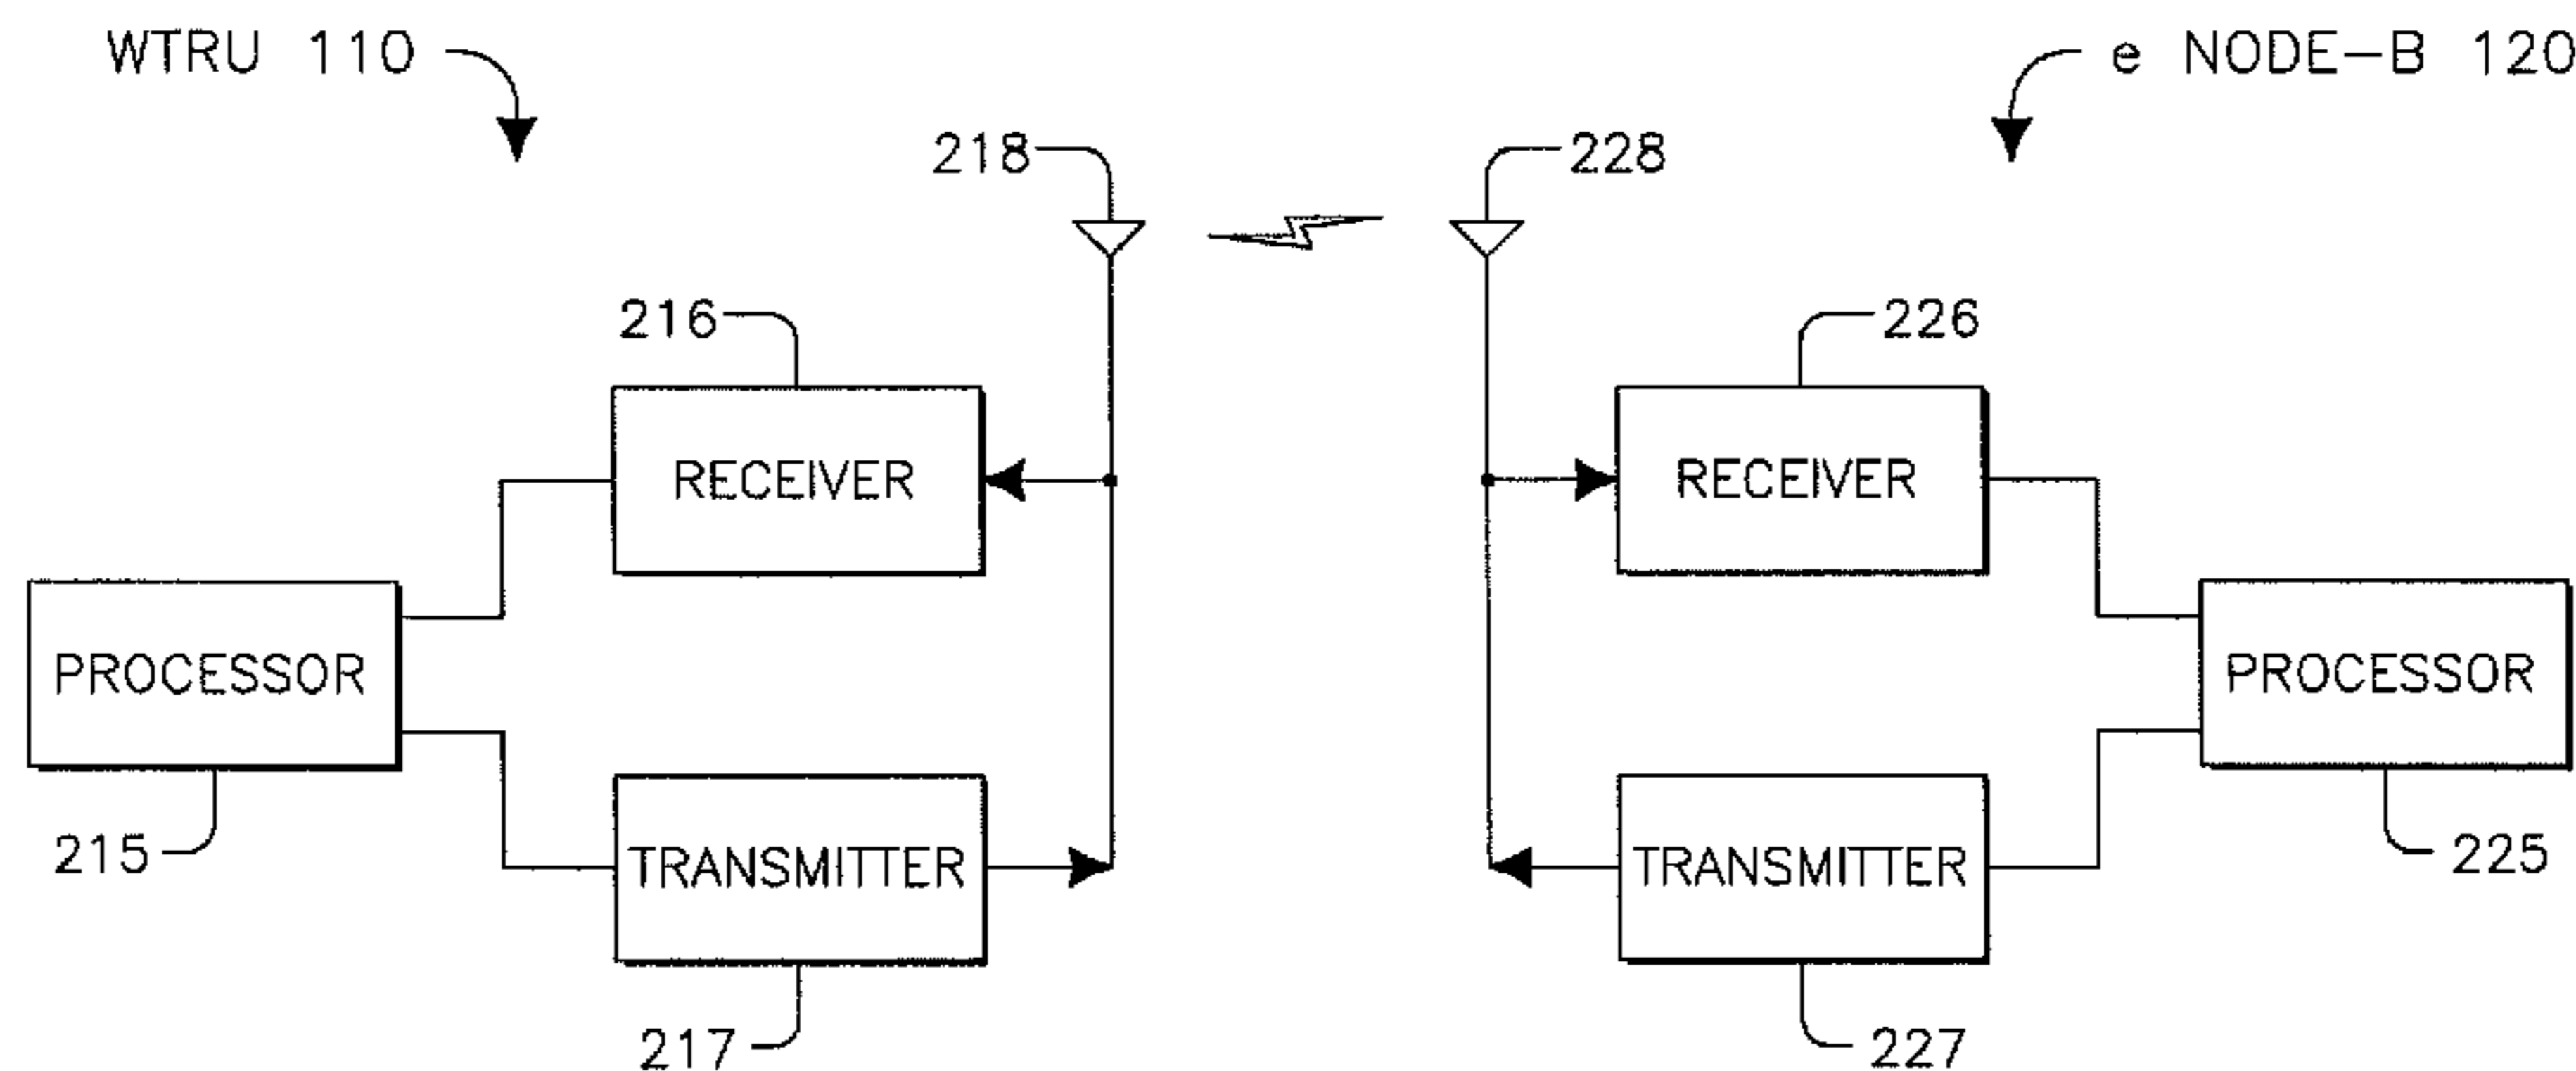 WTRU 110
e NODE-B 120
218
228
216
226
RECEIVER
RECEIVER
PROCESSOR
PROCESSOR
215
TRANSMITTER
TRANSMITTER
225
217
227